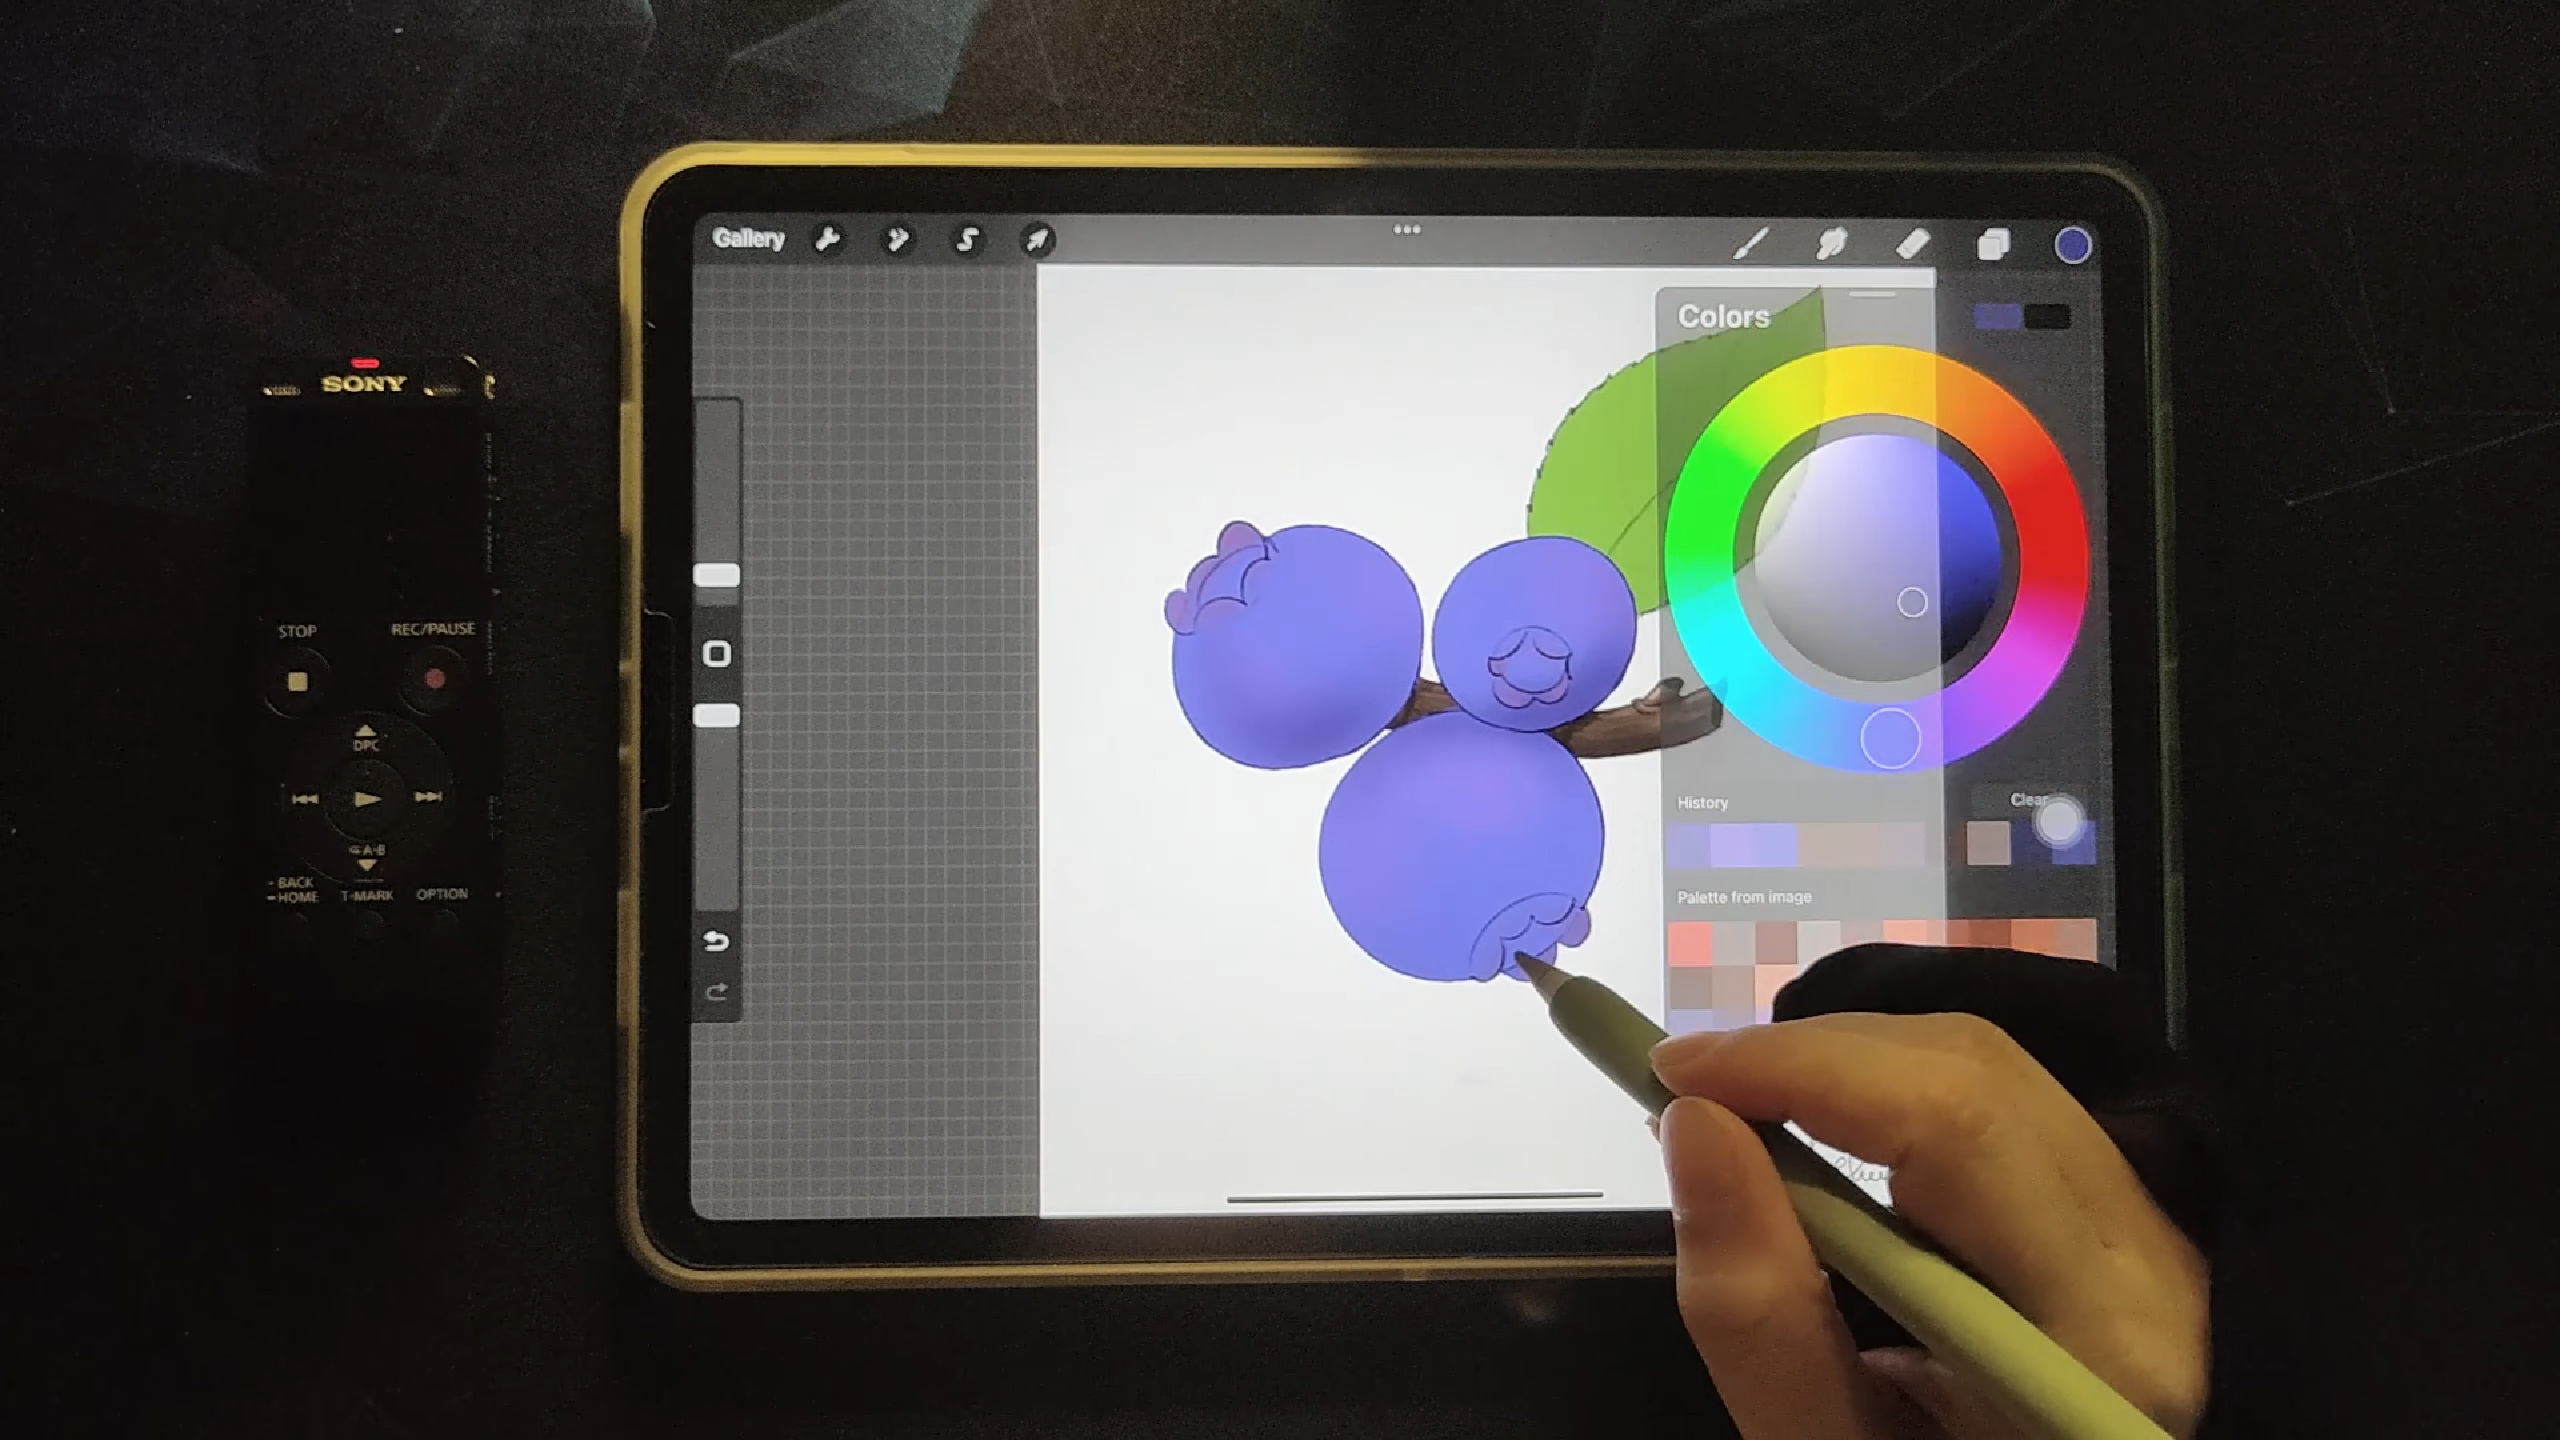 Gallery
Colors
SONY
STOP
REC/PAUSE
DPC
A-B
BACK
HOME
T-MARK
OPTION
History
Clear
Palette from image